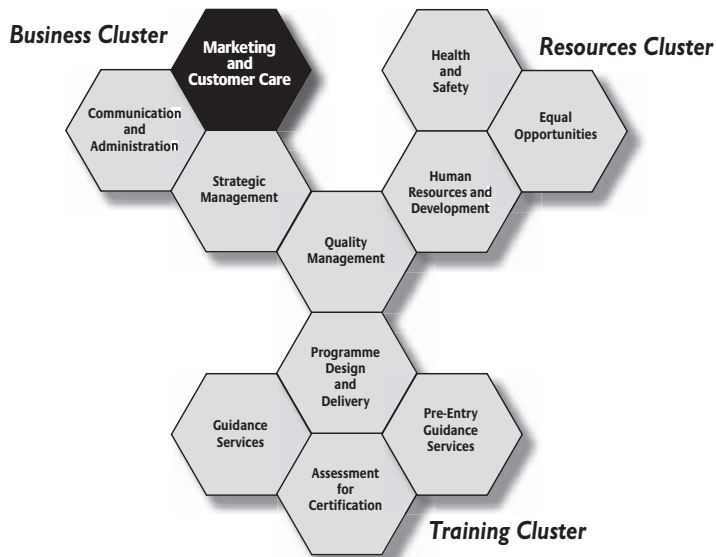 Business Cluster
Marketing
and
Customer Care
Communication
and
Administration
Strategic
Management
Resources Cluster
Health
and
Safety
Equal
Opportunities
Human
Resources and
Development
Quality
Management
Programme
Design
and
Delivery
Guidance
Services
Pre-Entry
Guidance
Services
Assessment
for
Certification
Training Cluster